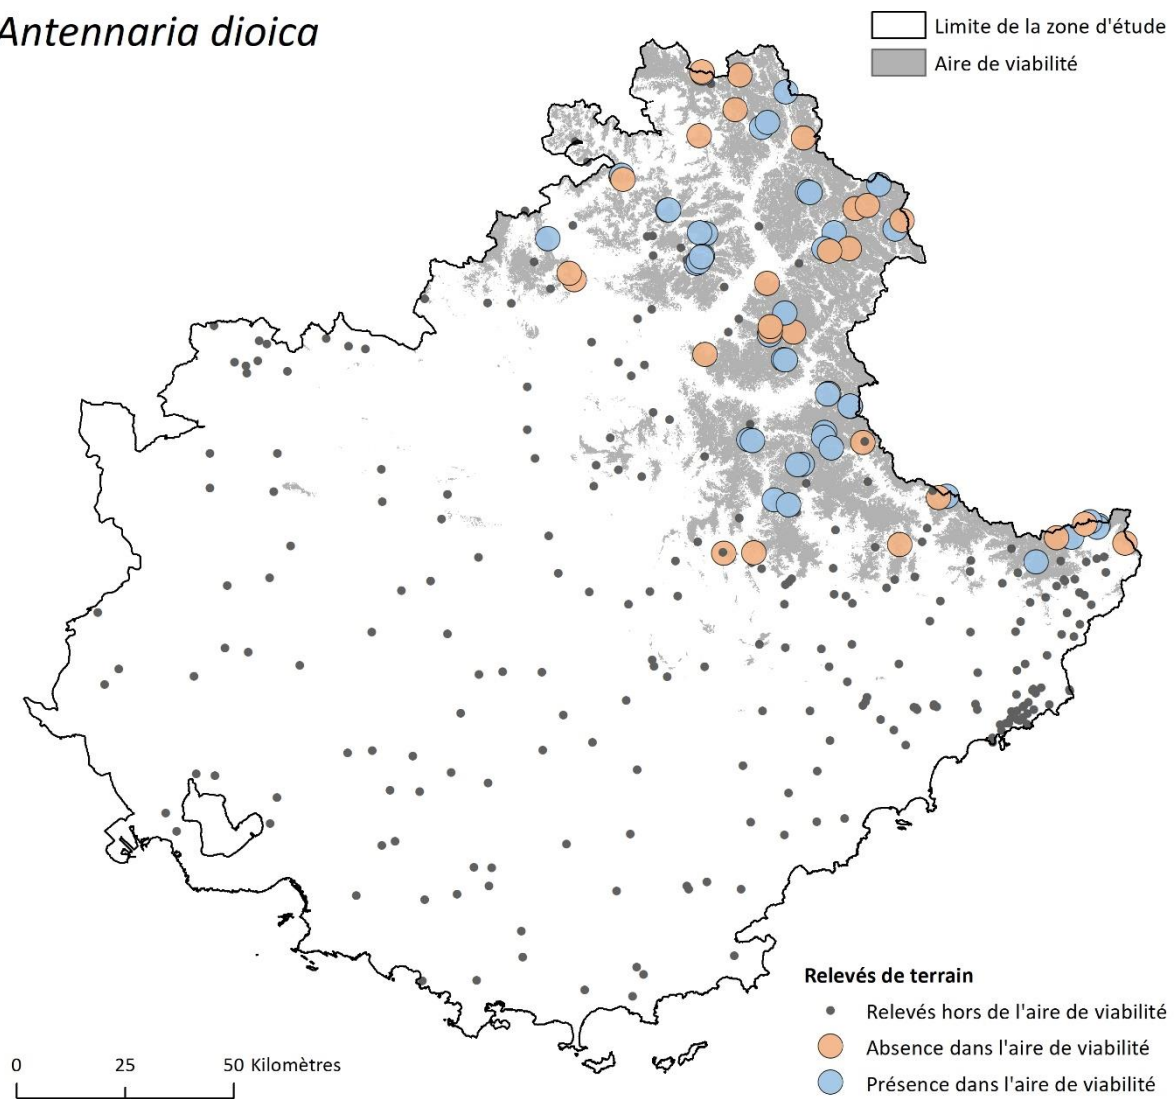 Antennaria dioica
Limite de la zone d'étude
Aire de viabilité
Relevés de terrain
Relevés hors de l'aire de viabilité
Absence dans l'aire de viabilité
Présence dans l'aire de viabilité
0 25 50 Kilomètres